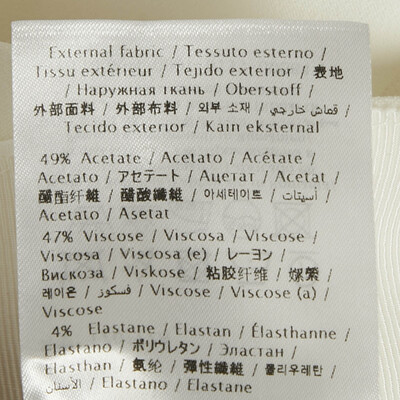 External fabric / Tessuto esterno /
Tissu extérieur / Tejido exterior / 表地
/ Наружная ткань / Oberstoff /
外部面料 / 外部布料 / 외부 소재 / قماش خارجي /
Tecido exterior / Kain eksternal
49% Acetate / Acetato / Acétate /
Acetato / アセテート / Ацетат / Acetat /
醋酯纤维 / 醋酸纖維 / 아세테이트 / أسيتات /
Acetato / Asetat
47% Viscose / Viscosa / Viscose /
Viscosa / Viscosa (e) / レーヨン /
Вискоза / Viskose / 粘胶纤维 / 嫘縈 /
레이온 / فسكوز / Viscose / Viscose (a) /
Viscose
4% Elastane / Elastan / Élasthanne /
Elastano / ポリウレタン / Эластан /
Elasthan / 氨纶 / 彈性纖維 / 폴리우레탄 /
الأستان / Elastano / Elastane